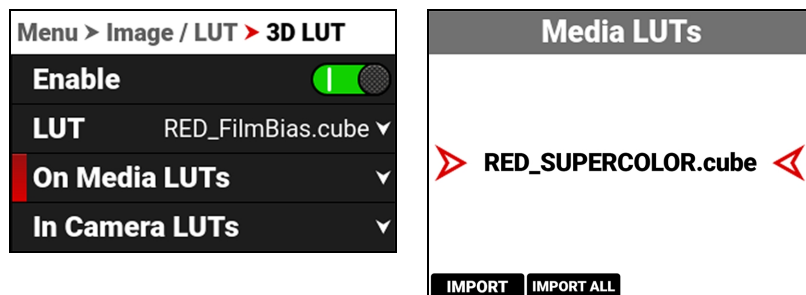 Menu > Image / LUT > 3D LUT
Enable
LUT RED_FilmBias.cube
On Media LUTs
In Camera LUTs
Media LUTs
RED_SUPERCOLOR.cube
IMPORT IMPORT ALL